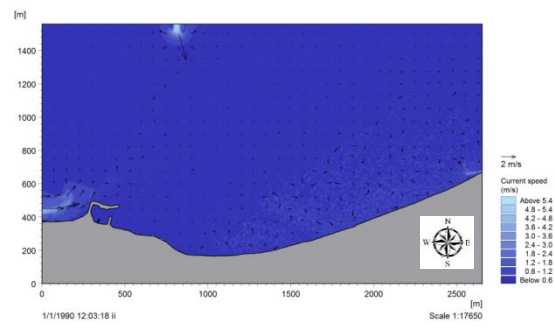 [m]
1400
1200
1000
800
600
400
200
0
0 500 1000 1500 2000 2500
[m]
1/1/1990 12:03:18 ii
Scale 1:17650
N
W E
S
2 m/s
Current speed
(m/s)
Above 5.4
4.8 - 5.4
4.2 - 4.8
3.6 - 4.2
3.0 - 3.6
2.4 - 3.0
1.8 - 2.4
1.2 - 1.8
0.6 - 1.2
Below 0.6